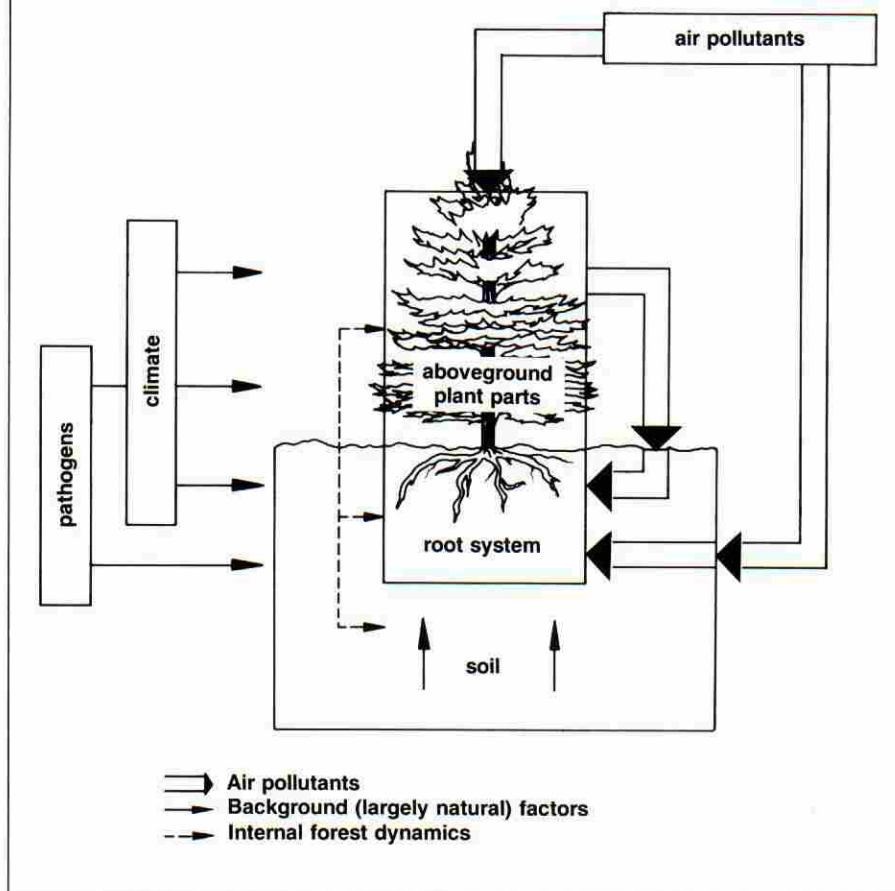 air pollutants
climate
pathogens
aboveground
plant parts
root system
soil
Air pollutants
Background (largely natural) factors
Internal forest dynamics